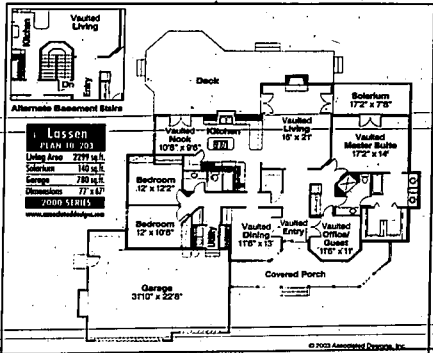 Kitchen
Vaulted
Living
Dn
Entry
Alternate Basement Stairs
Lassen
PLAN 10-203
Living Area 2299 sq.ft.
Solarium 140 sq.ft.
Garage 780 sq.ft.
Dimensions 77' x 67'
2000 SERIES
www.associateddesigns.com
Deck
Solarium
17'2" x 7'8"
Vaulted
Nook
10'8" x 9'6"
Kitchen
Vaulted
Living
16' x 21'
Vaulted
Master Suite
17'2" x 14'
Bedroom
12' x 12'2"
Bedroom
12' x 10'8"
Utility
Vaulted
Dining
11'6" x 13'
Vaulted
Entry
Vaulted
Office/
Guest
11'6" x 11'
Garage
31'10" x 22'8"
Covered Porch
© 2003 Associated Designs, Inc.